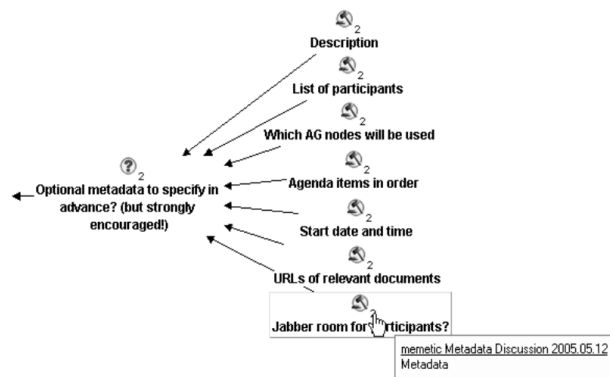 2
Description
2
List of participants
2
Which AG nodes will be used
2
Agenda items in order
?
2
Optional metadata to specify in
advance? (but strongly
encouraged!)
2
Start date and time
2
URLs of relevant documents
2
Jabber room for rticipants?
memetic Metadata Discussion 2005.05.12
Metadata